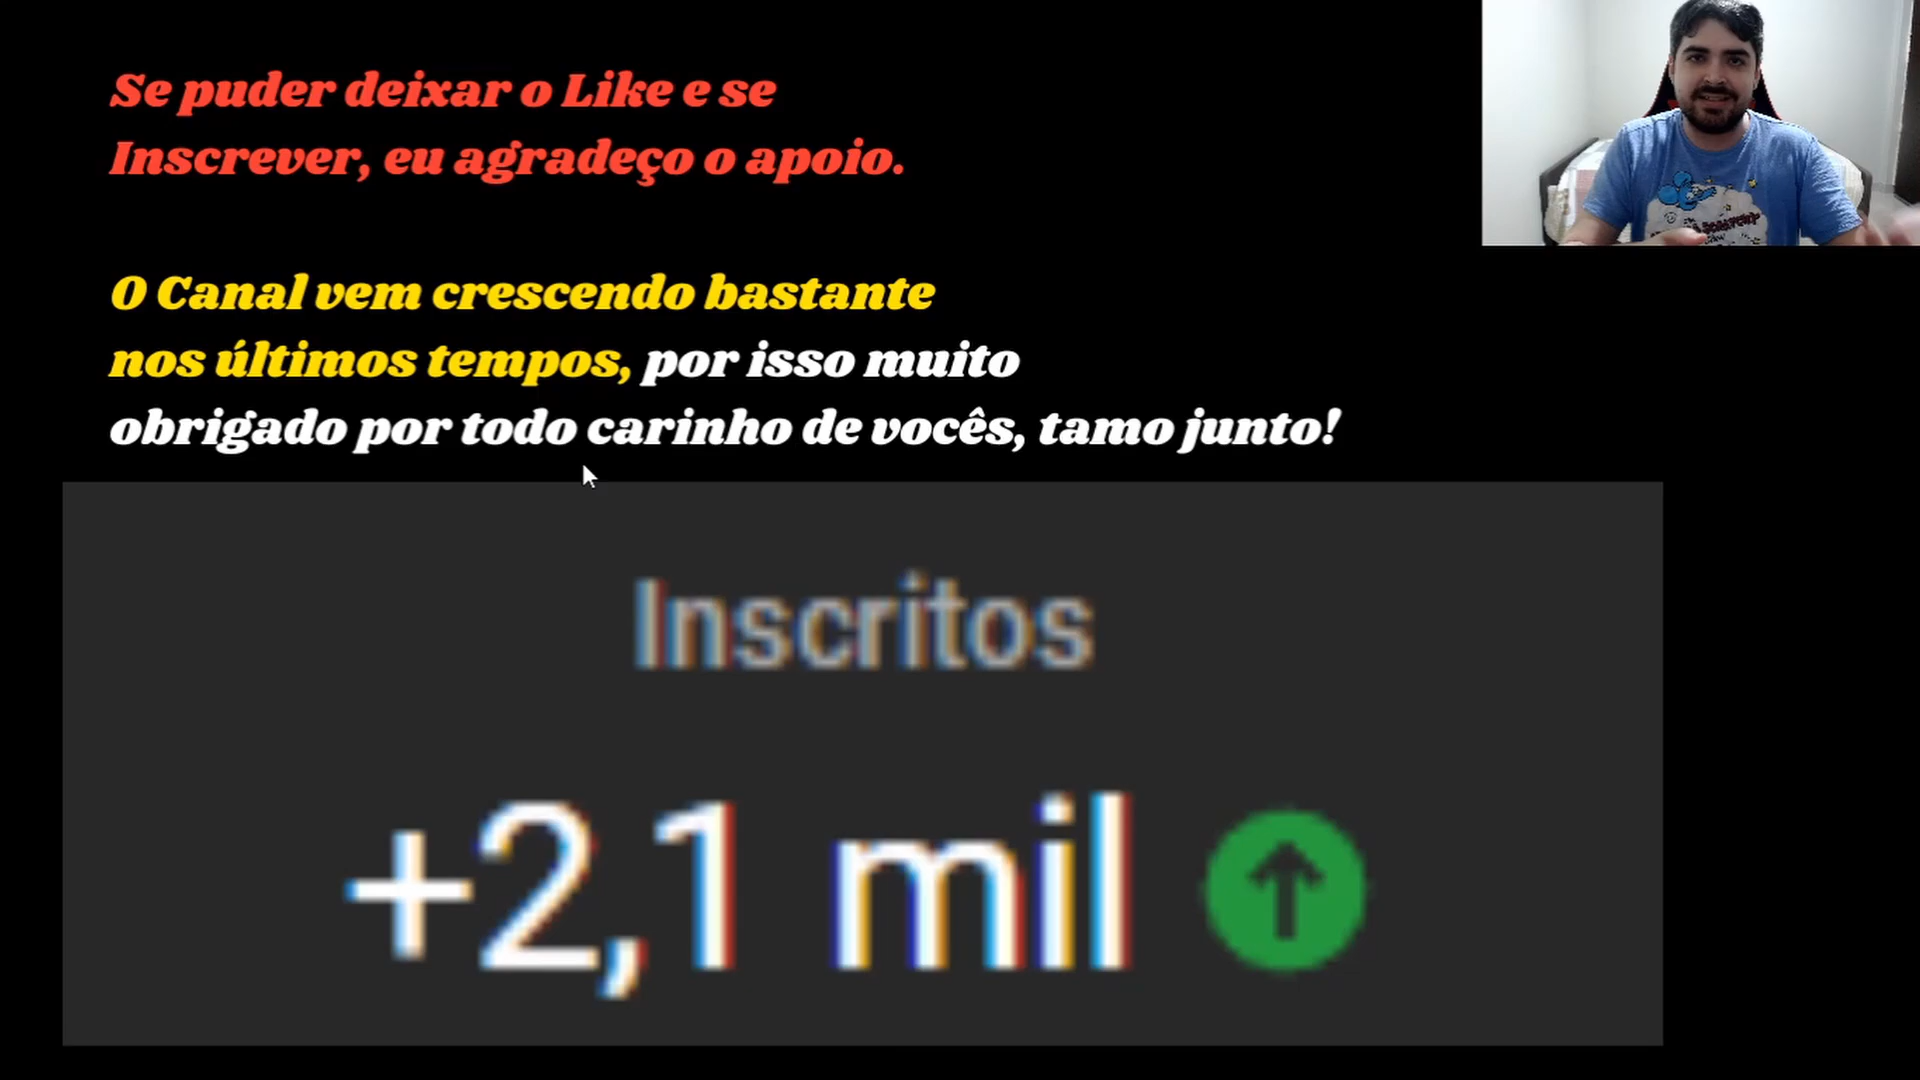 Se puder deixar o Like e se
Inscrever, eu agradeço o apoio.
O Canal vem crescendo bastante
nos últimos tempos, por isso muito
obrigado por todo carinho de vocês, tamo junto!
Inscritos
+2,1 mil